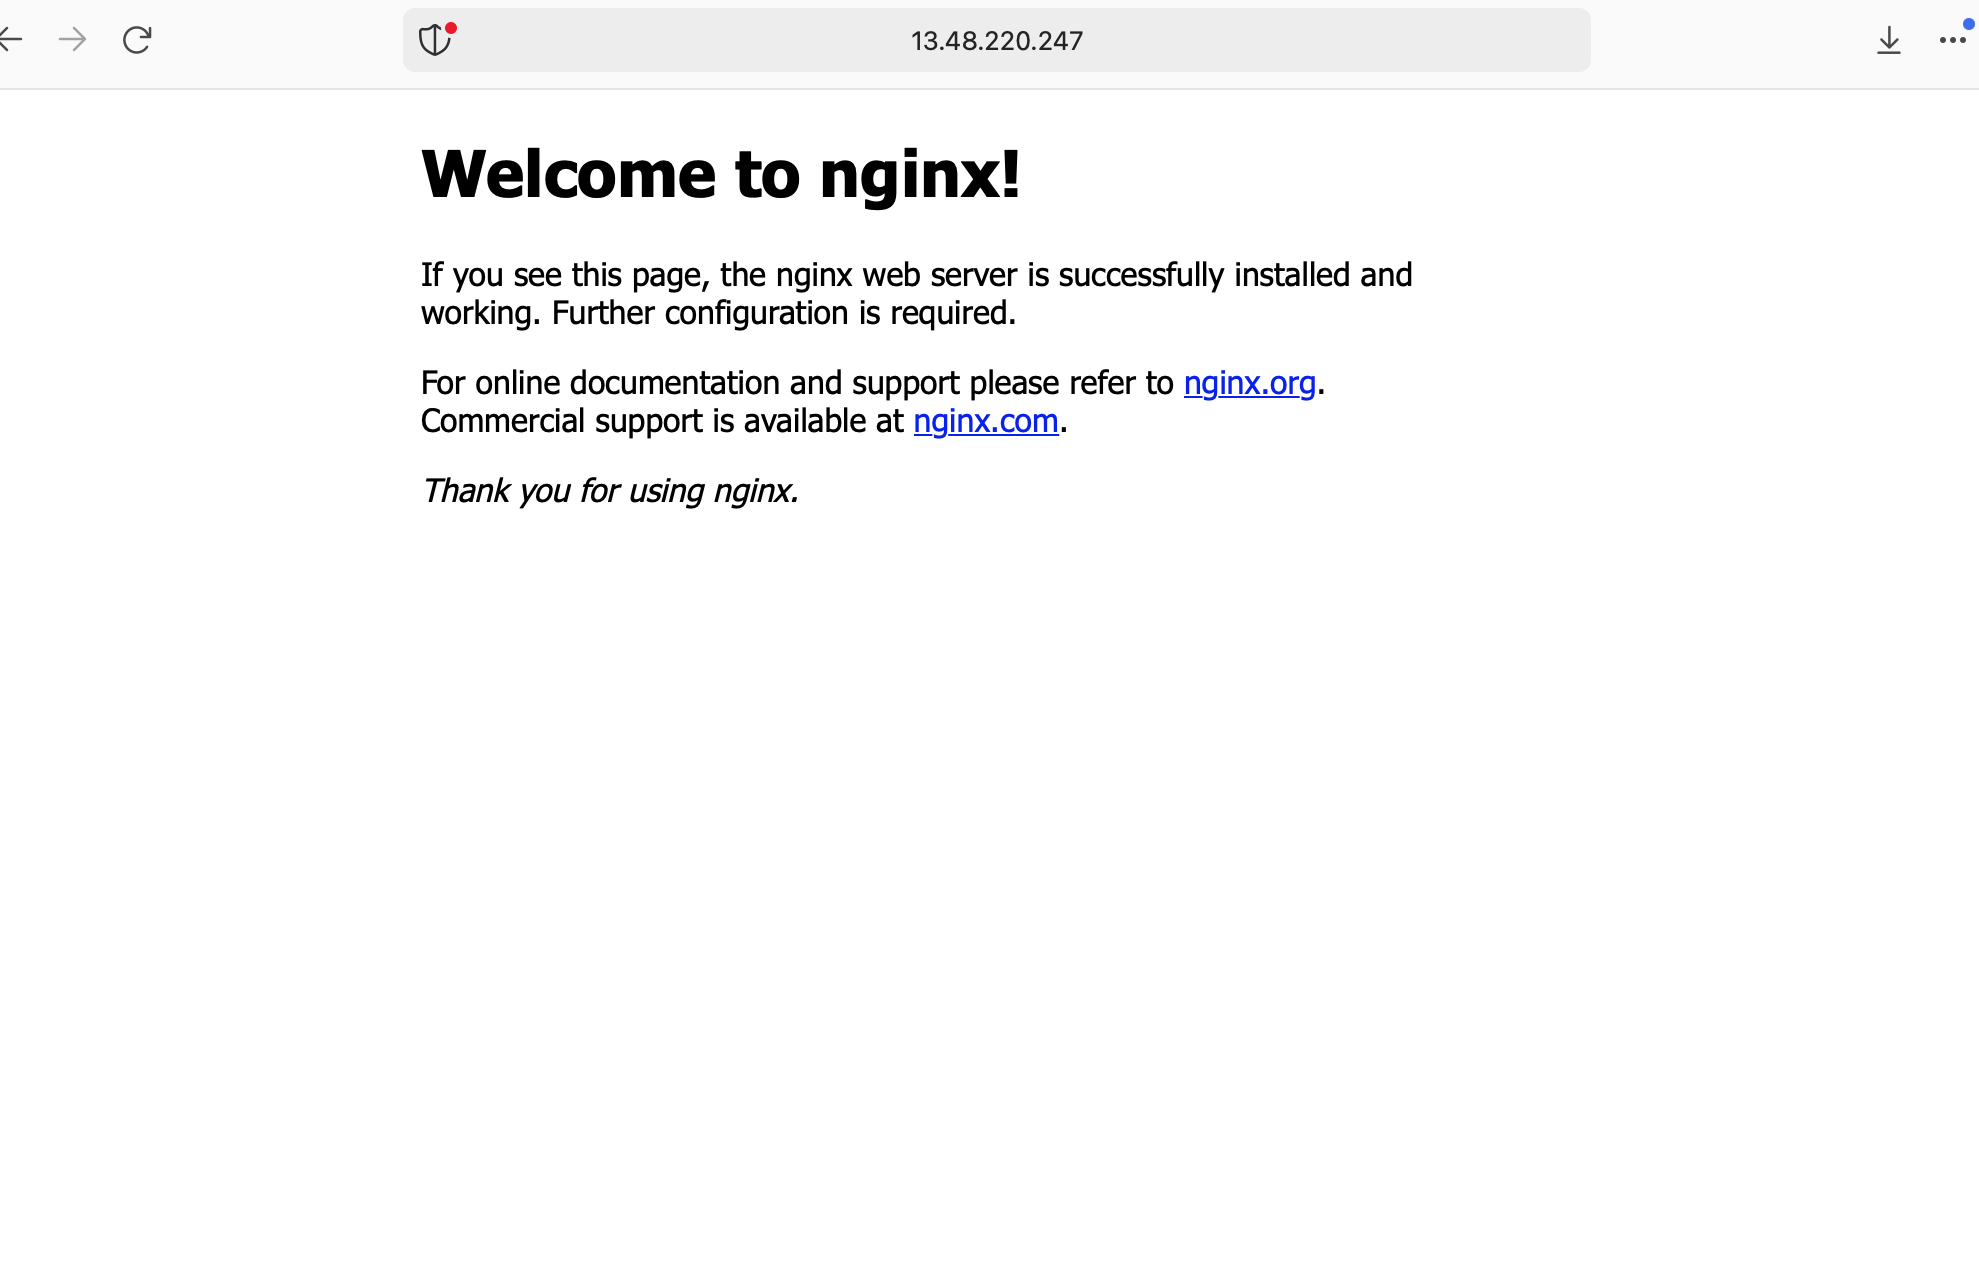 13.48.220.247
Welcome to nginx!
If you see this page, the nginx web server is successfully installed and
working. Further configuration is required.
For online documentation and support please refer to nginx.org.
Commercial support is available at nginx.com.
Thank you for using nginx.